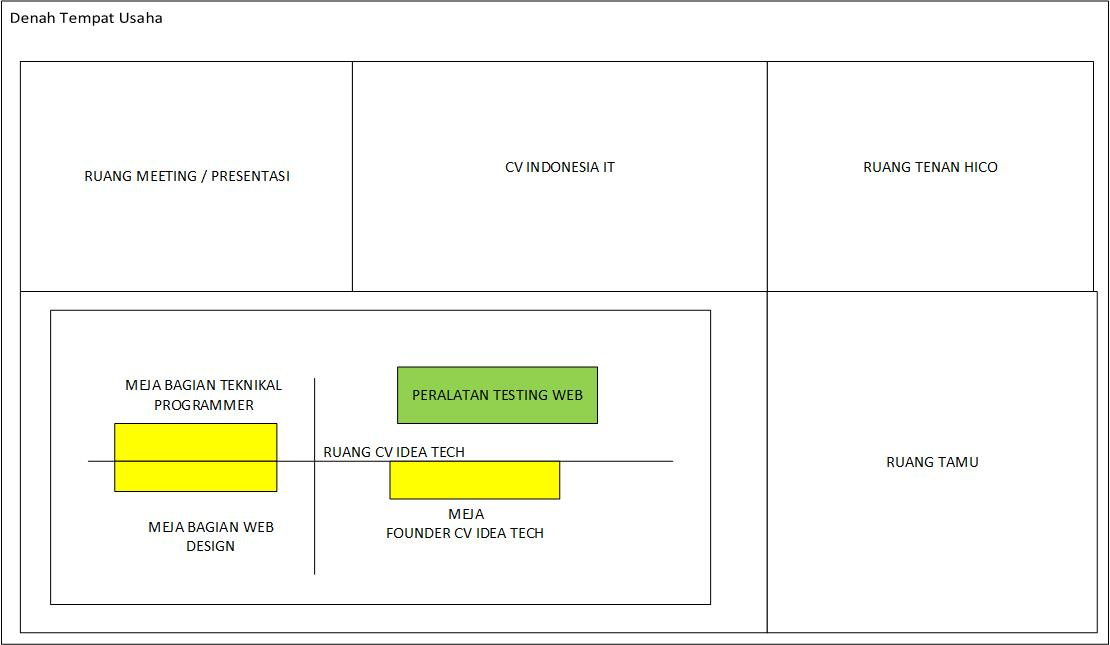 Denah Tempat Usaha
RUANG MEETING / PRESENTASI
CV INDONESIA IT
RUANG TENAN HICO
MEJA BAGIAN TEKNIKAL
PROGRAMMER
PERALATAN TESTING WEB
RUANG CV IDEA TECH
MEJA BAGIAN WEB
DESIGN
MEJA
FOUNDER CV IDEA TECH
RUANG TAMU